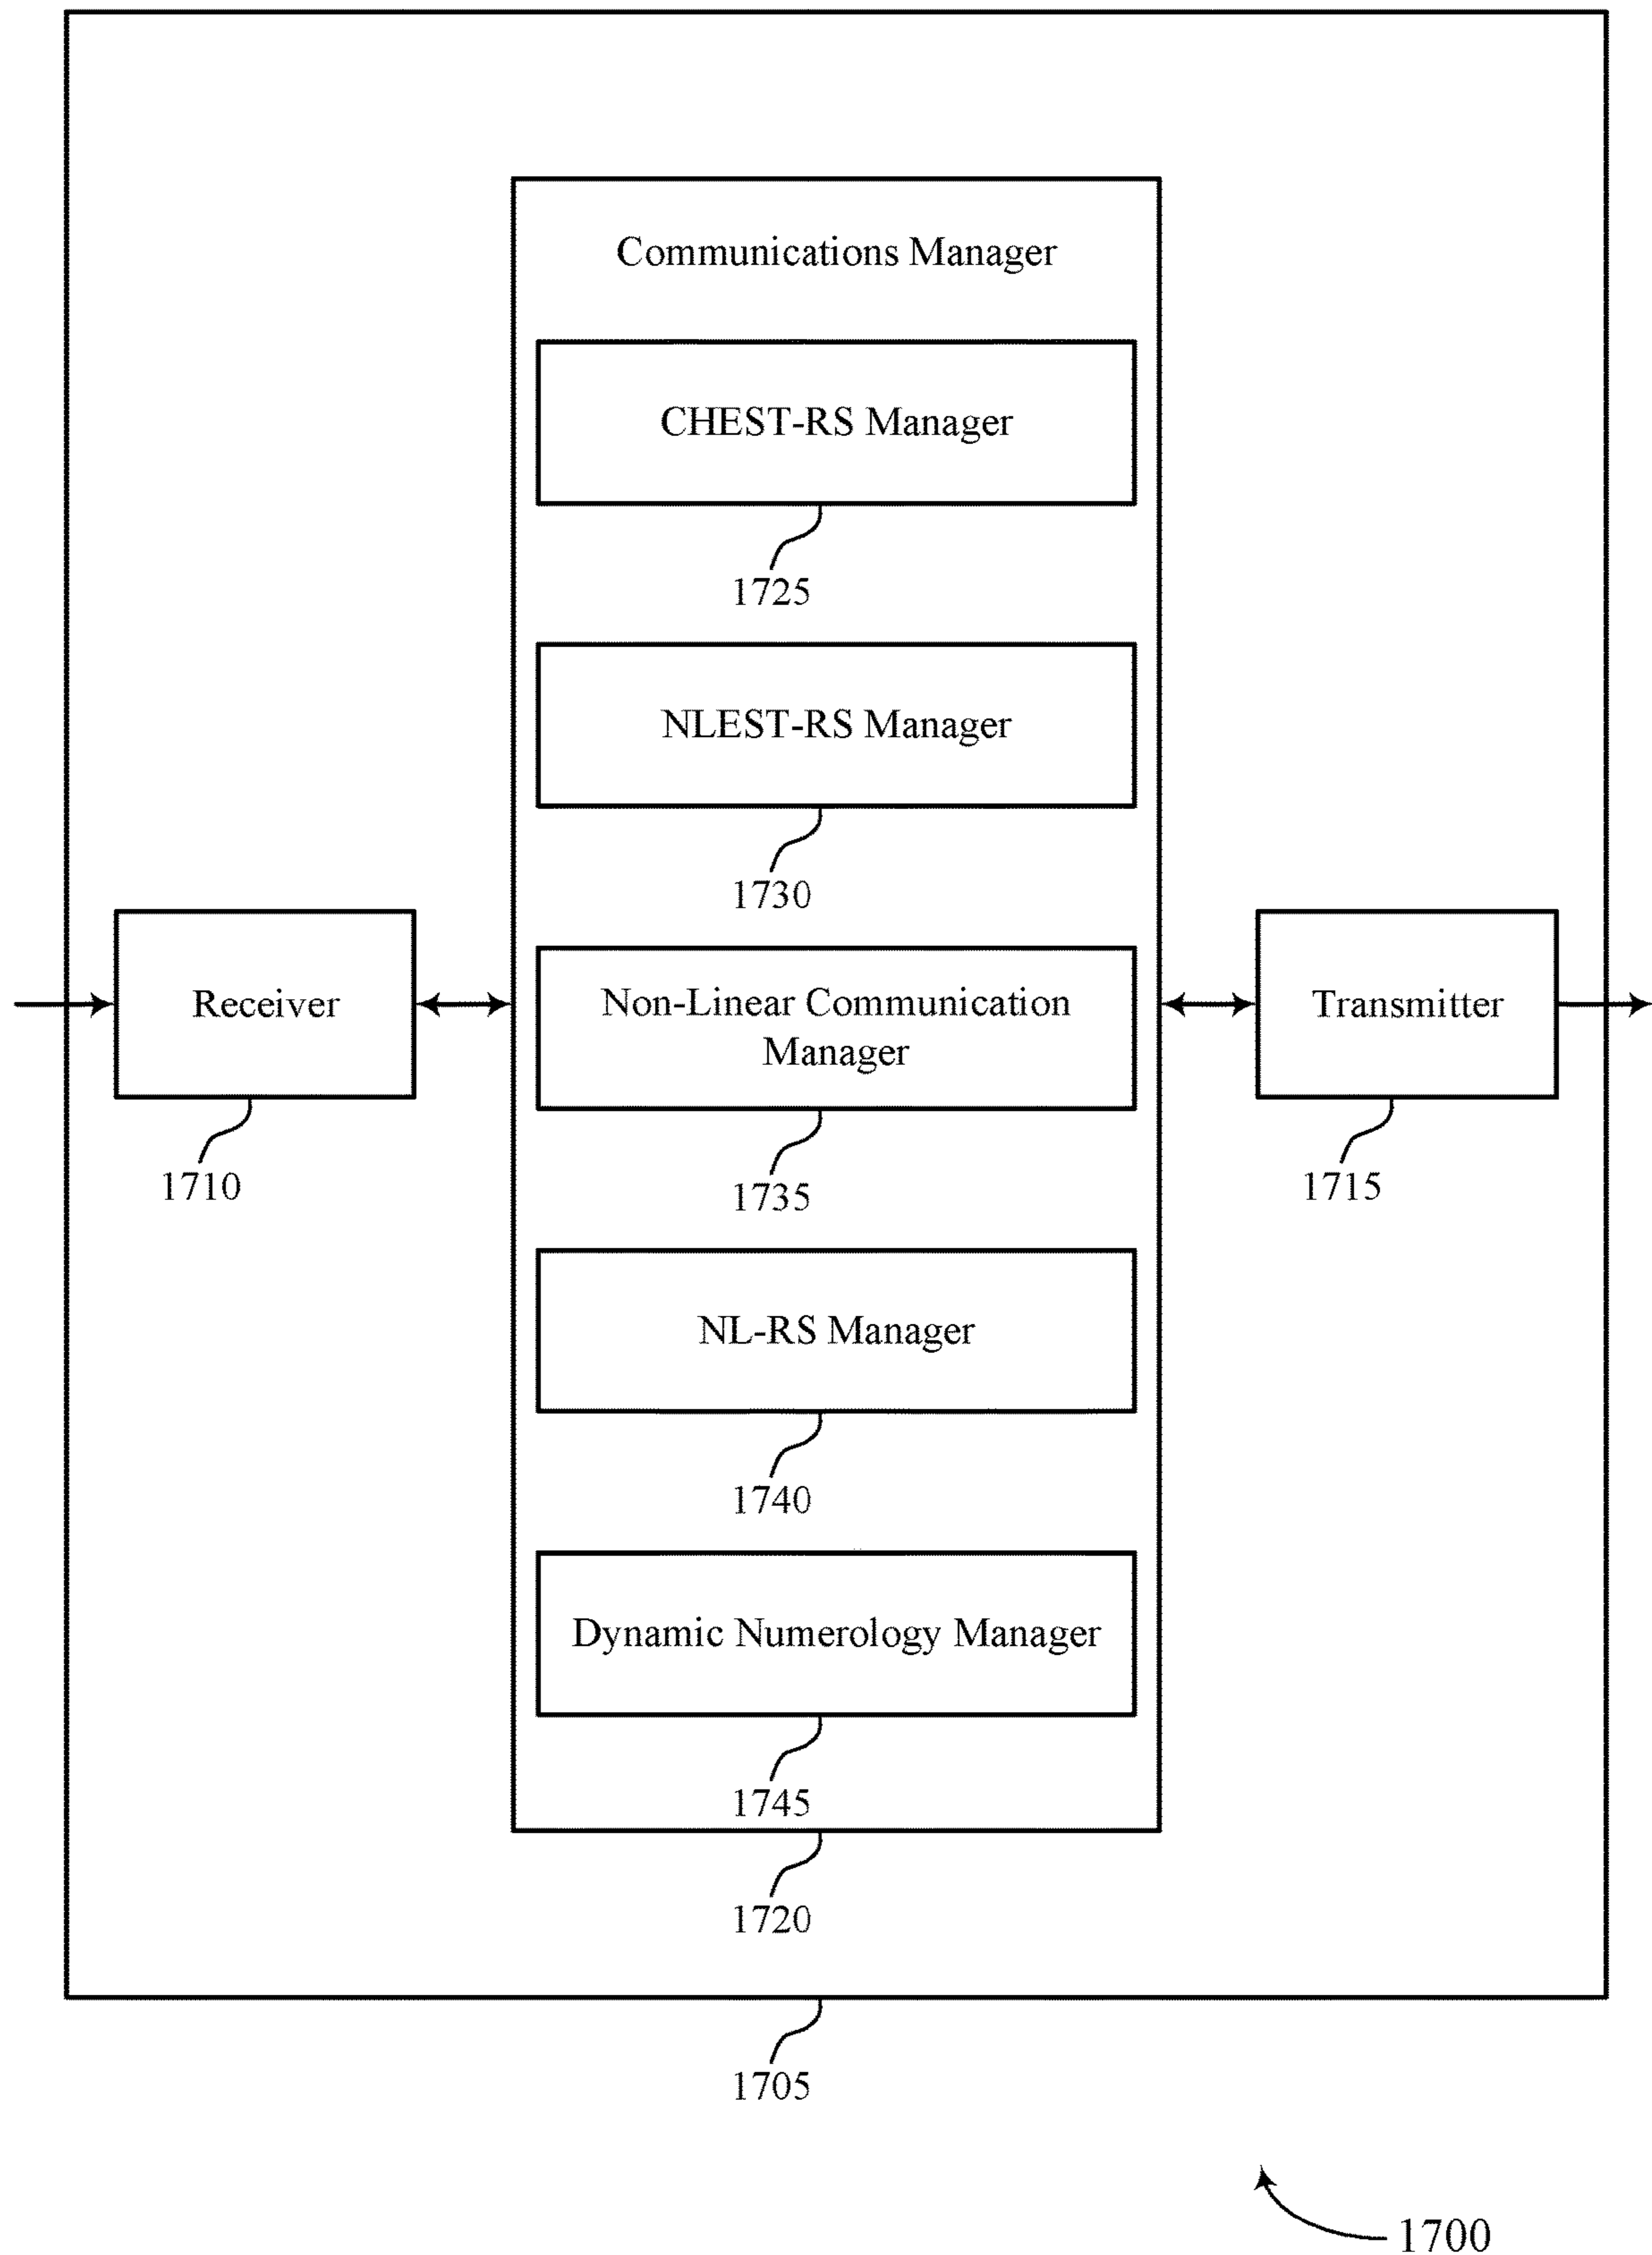 Communications Manager
CHEST-RS Manager
1725
NLEST-RS Manager
1730
Receiver
1710
Non-Linear Communication
Manager
1735
Transmitter
1715
NL-RS Manager
1740
Dynamic Numerology Manager
1745
1720
1705
1700